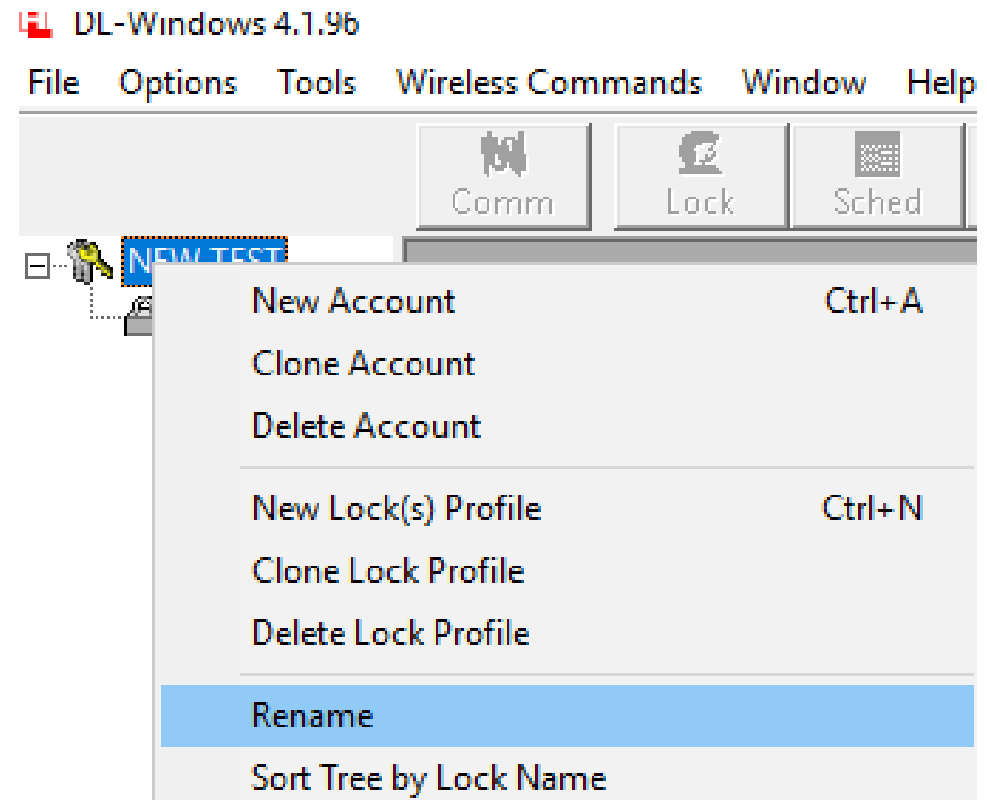 DL-Windows 4.1.96
File Options Tools Wireless Commands Window Help
Comm Lock Sched
NEW TEST
New Account Ctrl+A
Clone Account
Delete Account
New Lock(s) Profile Ctrl+N
Clone Lock Profile
Delete Lock Profile
Rename
Sort Tree by Lock Name